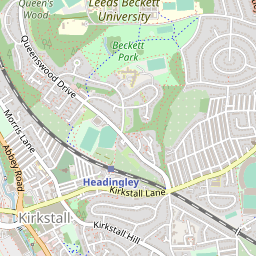 Queen's
Wood
Leeds Beckett
University
Beckett
Park
Queenswood Drive
Morris Lane
Abbey Road
Headingley
Kirkstall Lane
Kirkstall
Kirkstall Hill